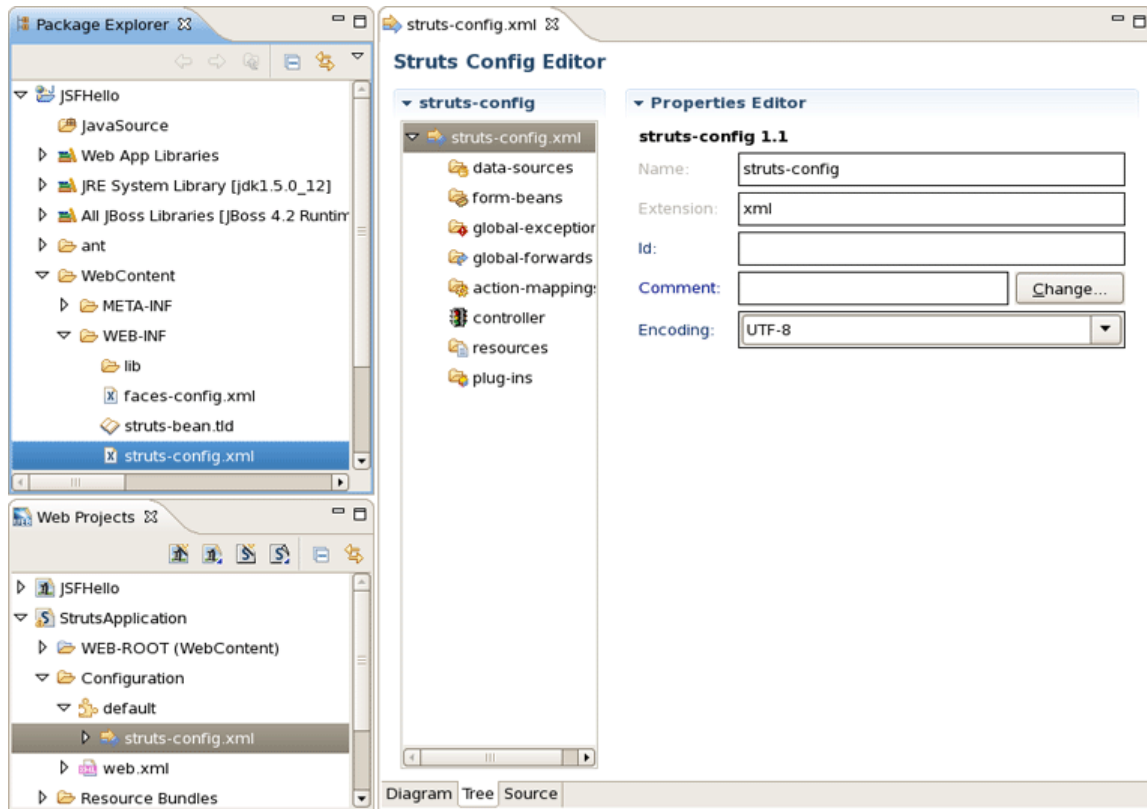 Package Explorer
JSFHello
JavaSource
Web App Libraries
JRE System Library [jdk1.5.0_12]
All JBoss Libraries [JBoss 4.2 Runtim
ant
WebContent
META-INF
WEB-INF
lib
faces-config.xml
struts-bean.tld
struts-config.xml
Web Projects
JSFHello
StrutsApplication
WEB-ROOT (WebContent)
Configuration
default
struts-config.xml
web.xml
Resource Bundles
struts-config.xml
Struts Config Editor
struts-config
struts-config.xml
data-sources
form-beans
global-exception
global-forwards
action-mappings
controller
resources
plug-ins
Properties Editor
struts-config 1.1
Name: struts-config
Extension: xml
Id:
Comment: Change...
Encoding: UTF-8
Diagram Tree Source